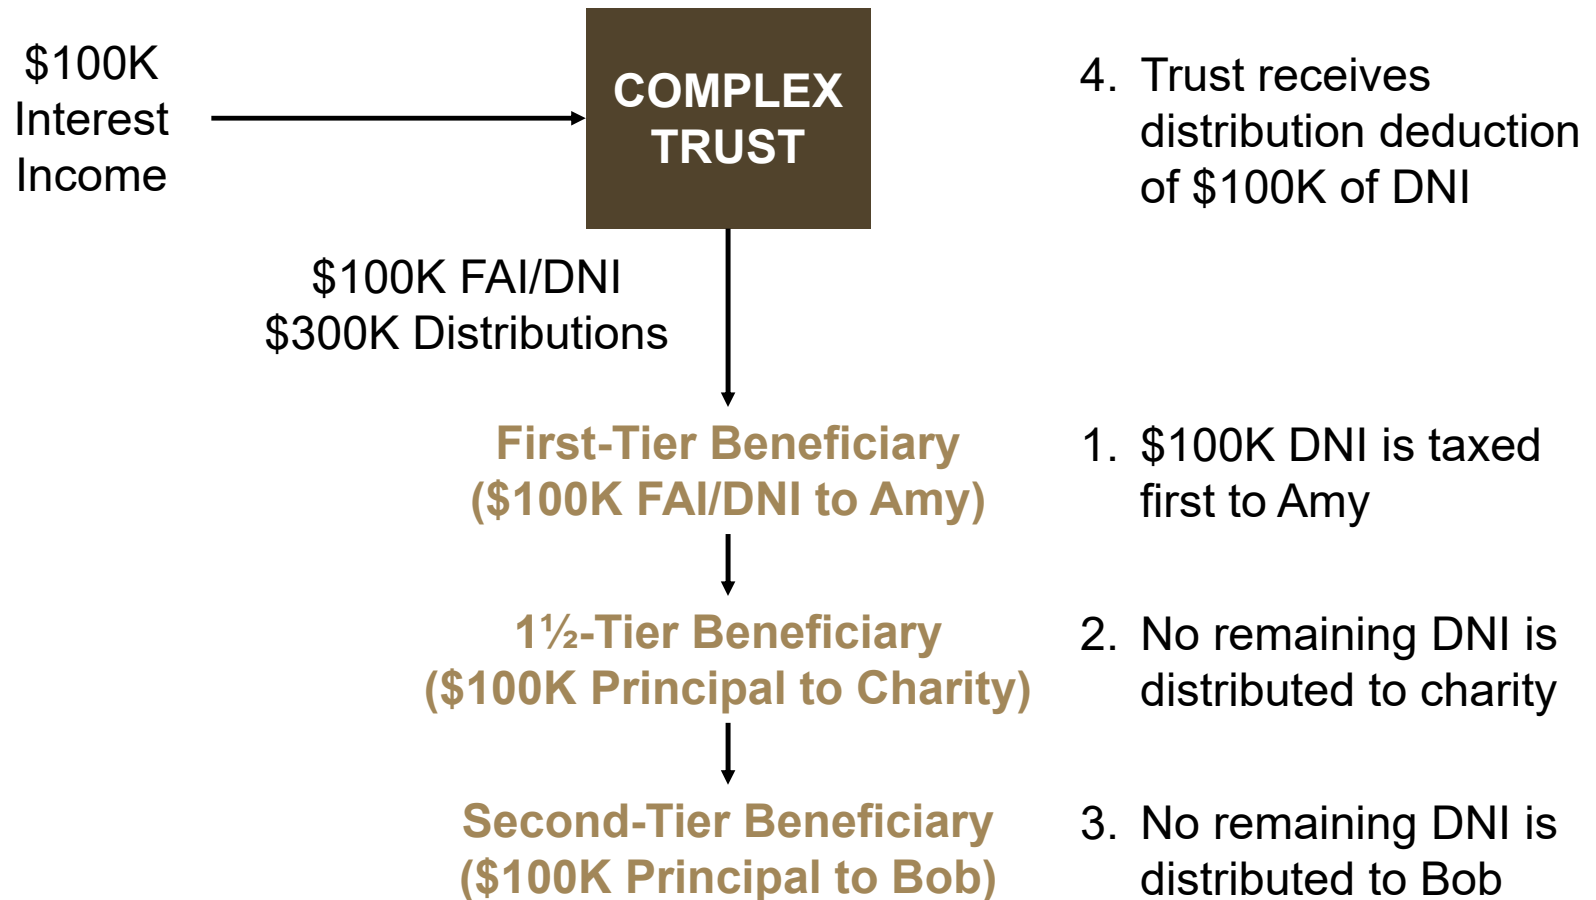 $100K
Interest
Income
COMPLEX
TRUST
4. Trust receives
distribution deduction
of $100K of DNI
$100K FAI/DNI
$300K Distributions
First-Tier Beneficiary
($100K FAI/DNI to Amy)
1. $100K DNI is taxed
first to Amy
1½-Tier Beneficiary
($100K Principal to Charity)
2. No remaining DNI is
distributed to charity
Second-Tier Beneficiary
($100K Principal to Bob)
3. No remaining DNI is
distributed to Bob